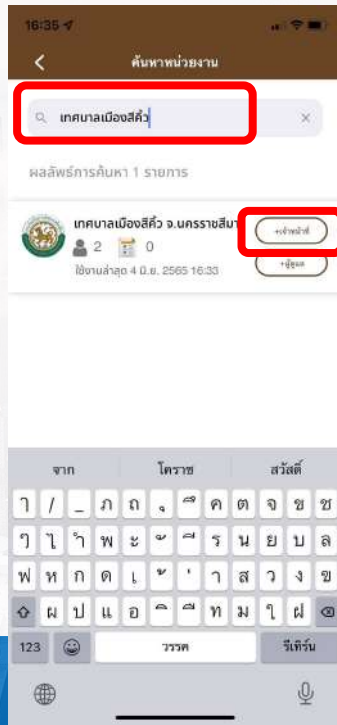 16:35
ค้นหาหน่วยงาน
เทศบาลเมืองสีคิ้ว
ผลลัพธ์การค้นหา 1 รายการ
เทศบาลเมืองสีคิ้ว จ.นครราชสีมา
+เจ้าหน้าที่
2 0
+ผู้ดูแล
ใช้งานล่าสุด 4 มิ.ย. 2565 16:33
จาก โคราช สวัสดิ์
ๅ / _ ภ ถ ุ ึ ค ต จ ข ช
ๆ ไ ำ พ ะ ั ี ร น ย บ ล
ฟ ห ก ด เ ้ ่ า ส ว ง ฃ
ผ ป แ อ ิ ื ท ม ใ ฝ
123 วรรค รีเทิร์น